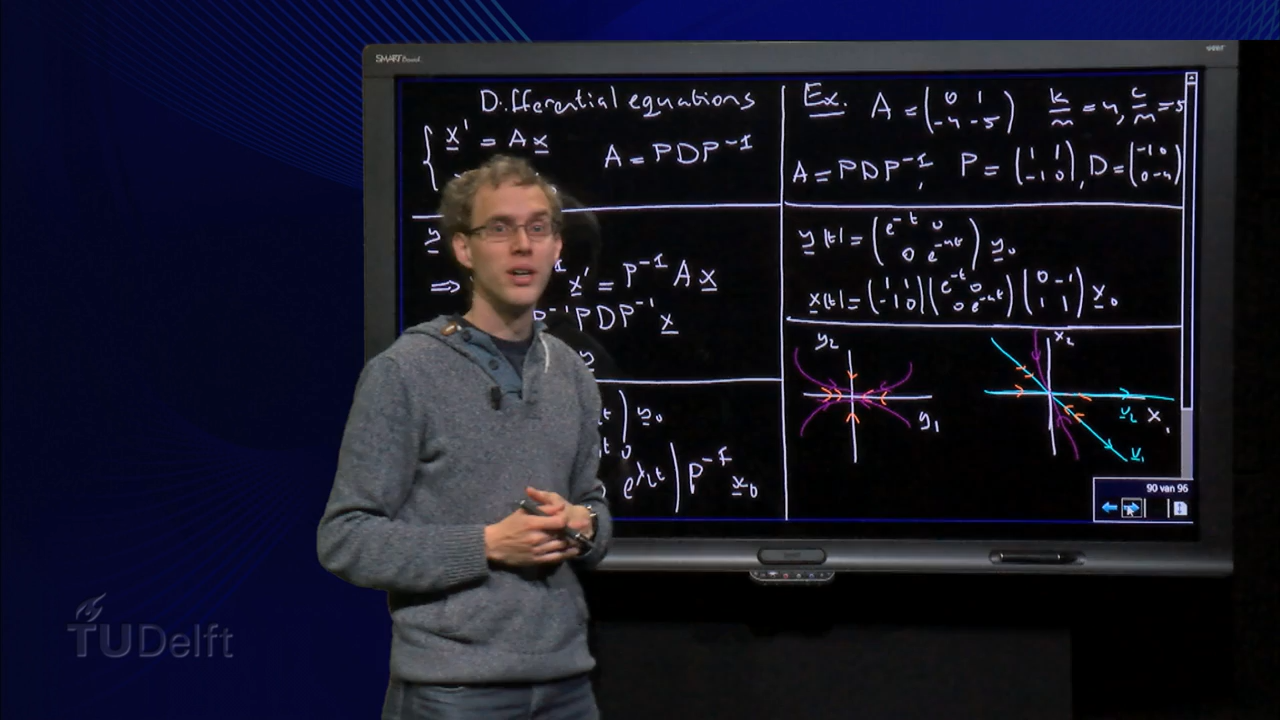 SMART Board
Differential equations
x' = A x
A = PDP⁻¹
y
⇒ x' = P⁻¹ A x
P⁻¹PDP⁻¹ x
y
y₀
e^λ₂t) P⁻¹ x₀
Ex. A = (0 1 -4 -5) k/m = 4, c/m = 5
A = PDP⁻¹, P = (1 1 -1 0), D = (-1 0 0 -4)
y(t) = (e⁻ᵗ 0 0 e⁻⁴ᵗ) y₀
x(t) = (1 1 -1 0)(e⁻ᵗ 0 0 e⁻⁴ᵗ)(0 -1 1 1) x₀
y₂
y₁
x₂
v₂ x₁
v₁
90 van 96
TUDelft